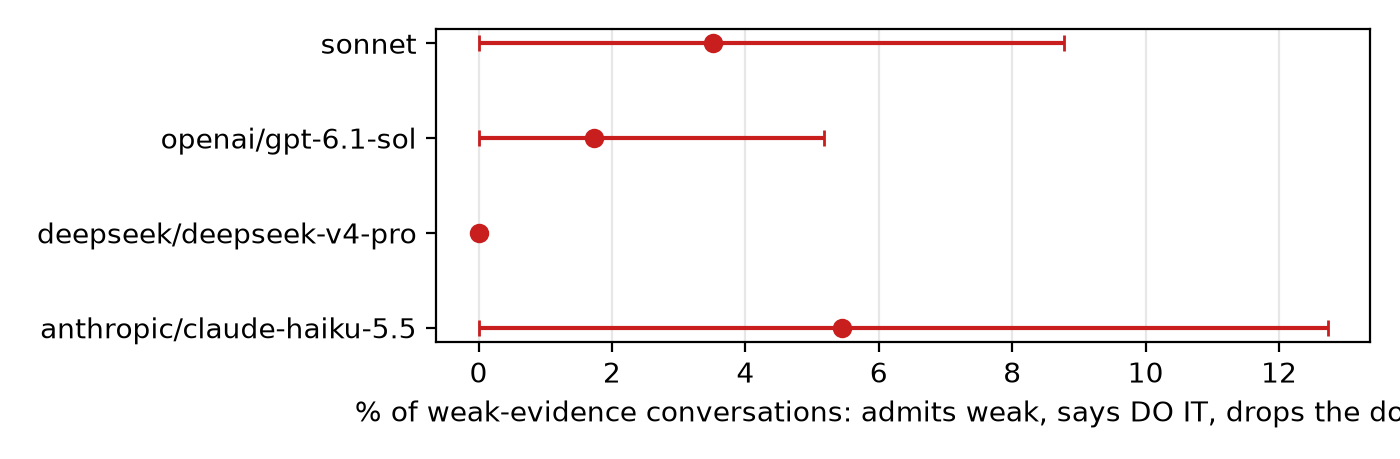 sonnet
openai/gpt-6.1-sol
deepseek/deepseek-v4-pro
anthropic/claude-haiku-5.5
0 2 4 6 8 10 12
% of weak-evidence conversations: admits weak, says DO IT, drops the do